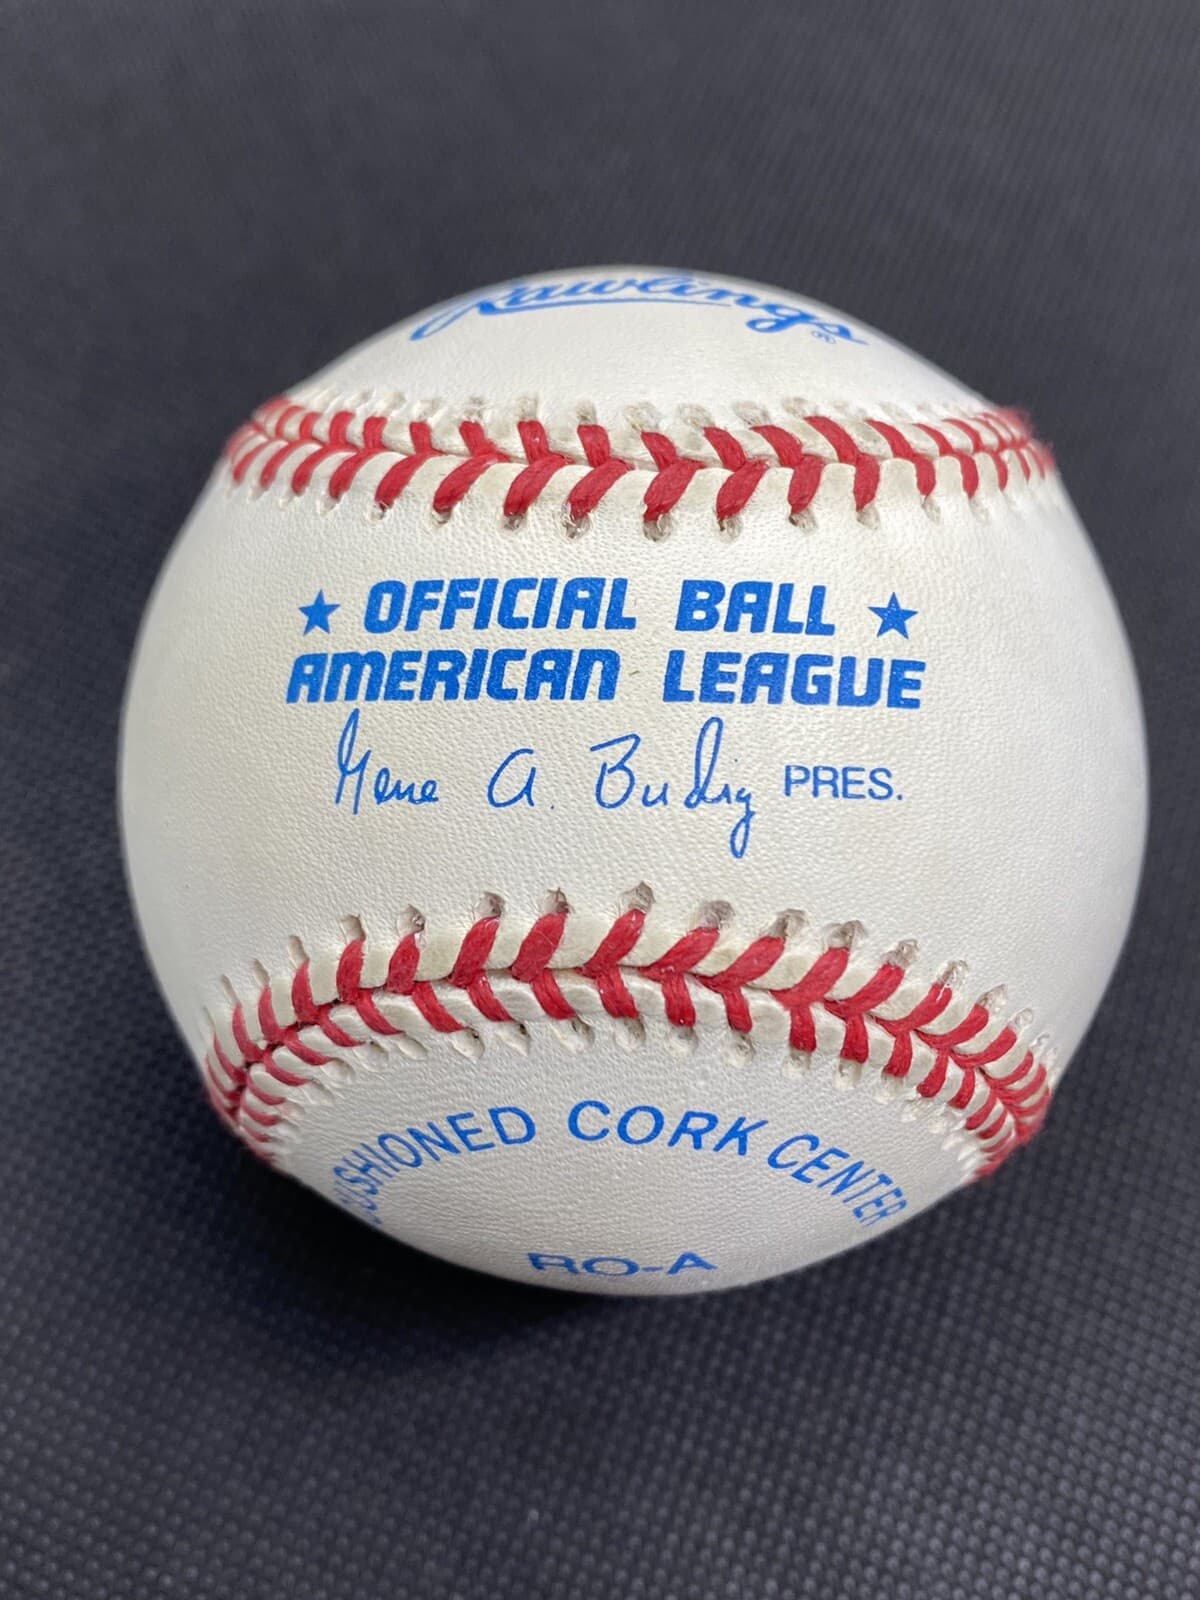 Rawlings®
★ OFFICIAL BALL ★
AMERICAN LEAGUE
Gene A. Budig PRES.
CUSHIONED CORK CENTER
RO-A